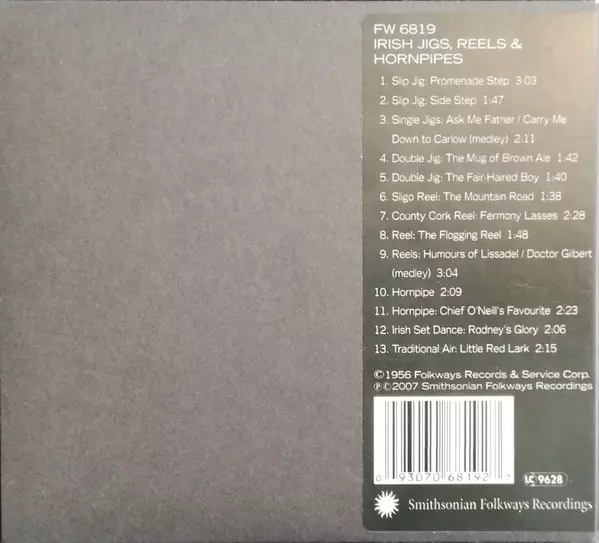 FW 6819
IRISH JIGS, REELS &
HORNPIPES
1. Slip Jig: Promenade Step 3:03
2. Slip Jig: Side Step 1:47
3. Single Jigs: Ask Me Father / Carry Me
Down to Carlow (medley) 2:11
4. Double Jig: The Mug of Brown Ale 1:42
5. Double Jig: The Fair-Haired Boy 1:40
6. Sligo Reel: The Mountain Road 1:38
7. County Cork Reel: Fermony Lasses 2:28
8. Reel: The Flogging Reel 1:48
9. Reels: Humours of Lissadel / Doctor Gilbert
(medley) 3:04
10. Hornpipe 2:09
11. Hornpipe: Chief O'Neill's Favourite 2:23
12. Irish Set Dance: Rodney's Glory 2:06
13. Traditional Air: Little Red Lark 2:15
©1956 Folkways Records & Service Corp.
℗©2007 Smithsonian Folkways Recordings
0 93070 68192 7
LC 9628
Smithsonian Folkways Recordings